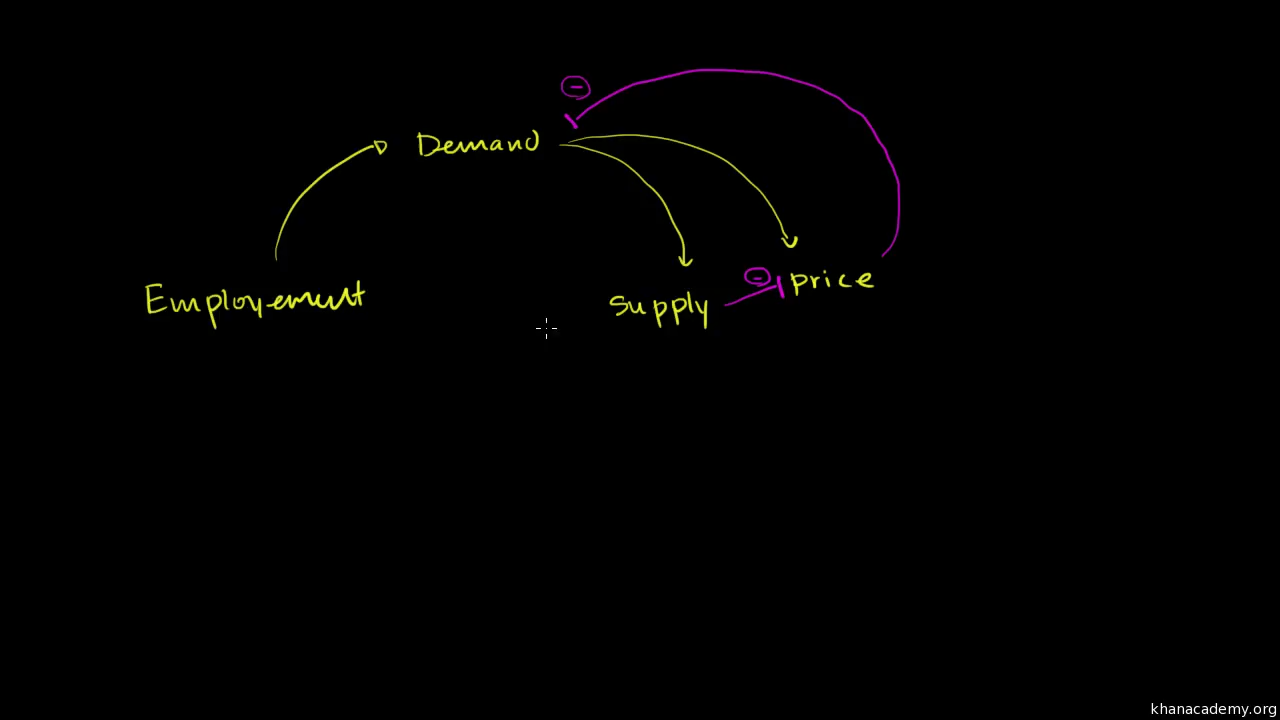 Demand
Employement
Supply
price
khanacademy.org